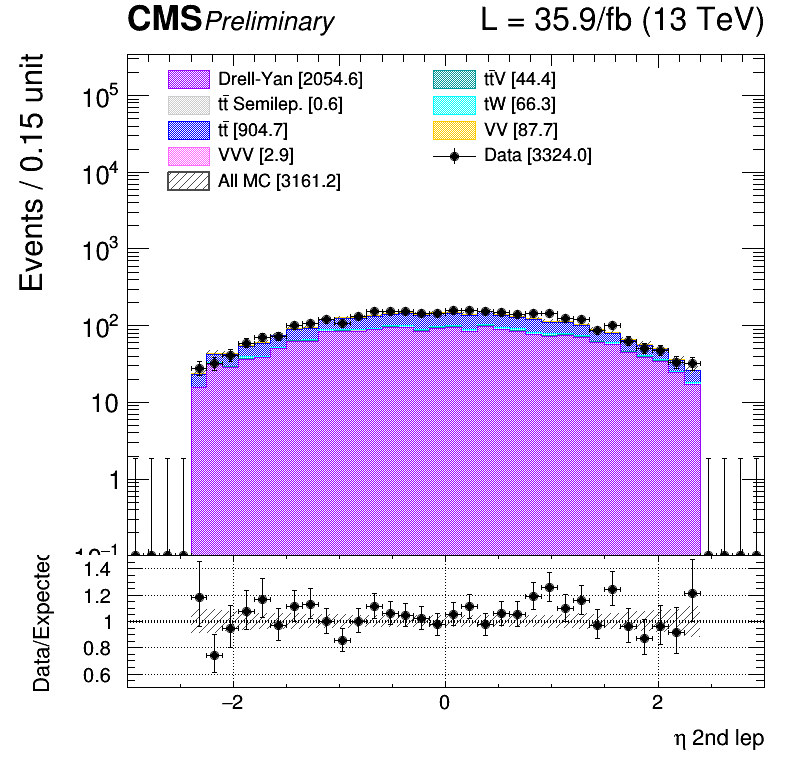 CMS Preliminary L = 35.9/fb (13 TeV)
Events / 0.15 unit
Drell-Yan [2054.6]
tt̄ Semilep. [0.6]
tt̄ [904.7]
VVV [2.9]
All MC [3161.2]
tt̄V [44.4]
tW [66.3]
VV [87.7]
Data [3324.0]
10⁵
10⁴
10³
10²
10
1
10⁻¹
Data/Expected
1.4
1.2
1
0.8
0.6
−2 0 2
η 2nd lep